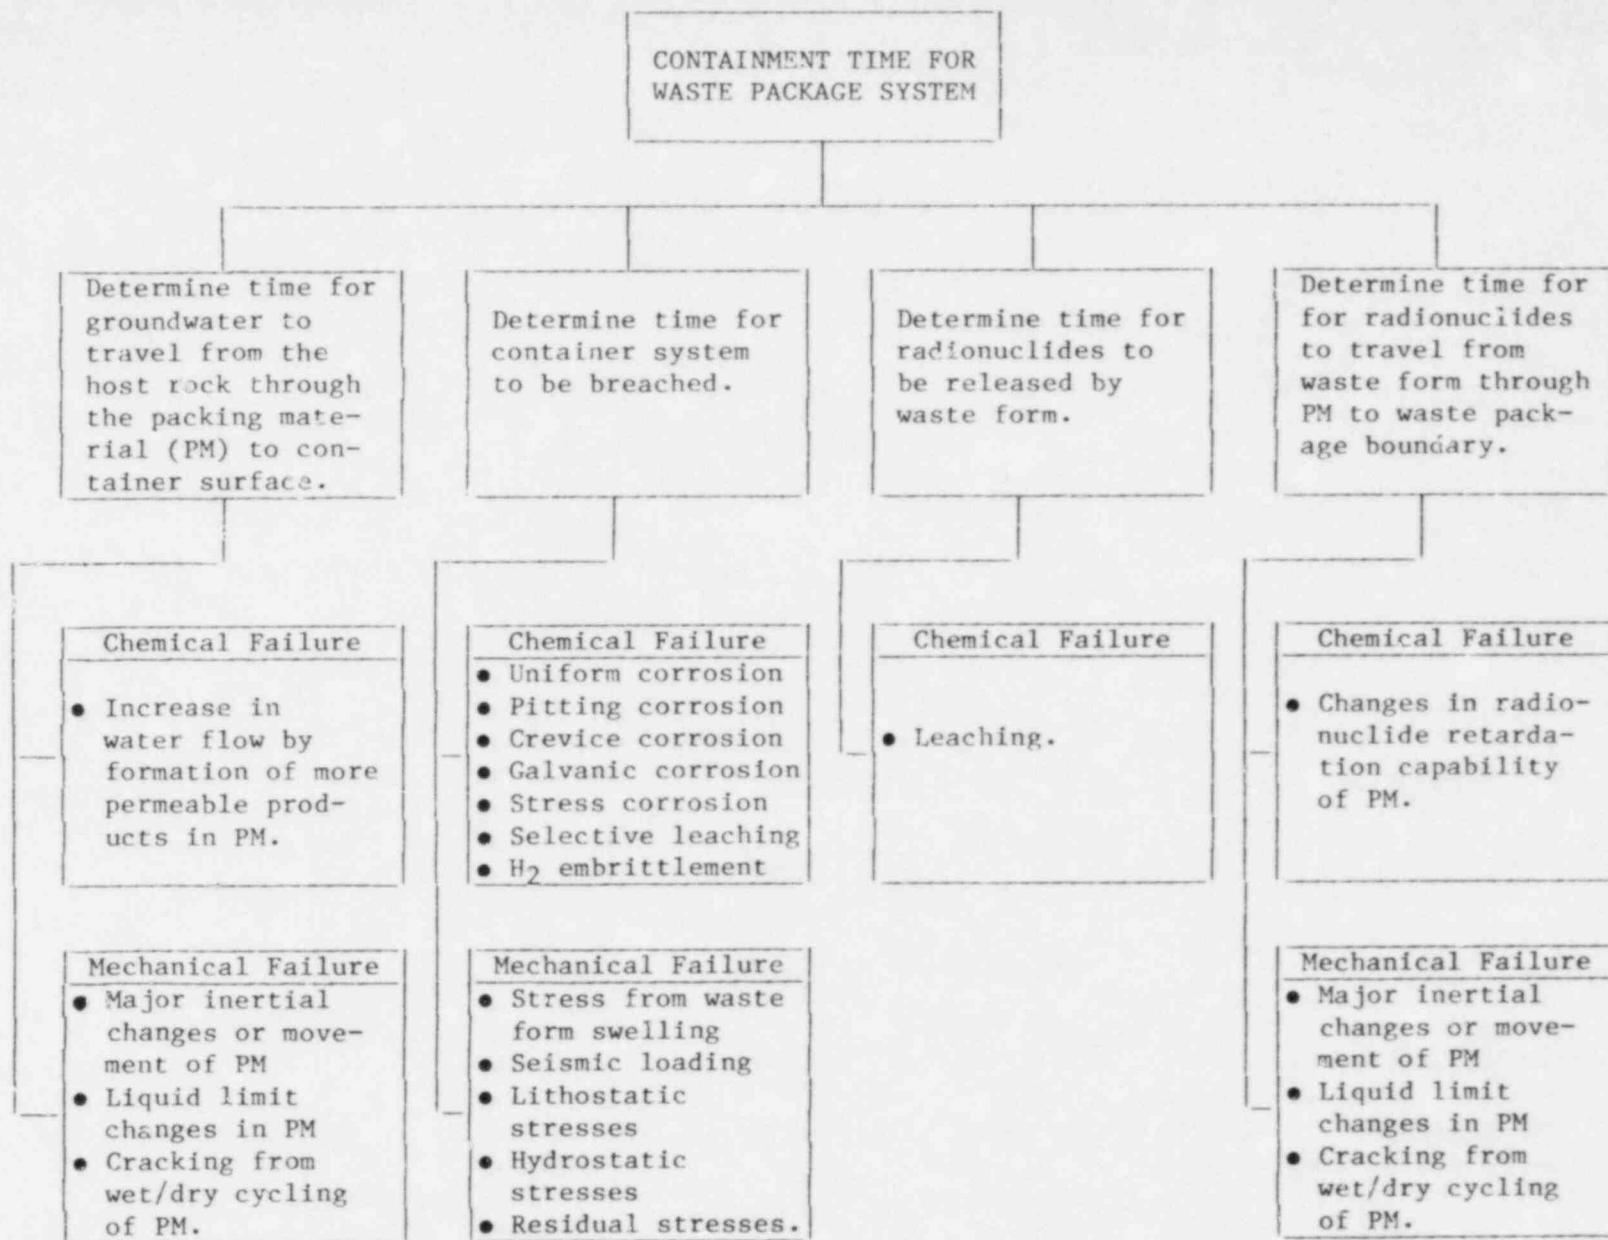 CONTAINMENT TIME FOR
WASTE PACKAGE SYSTEM
Determine time for
groundwater to
travel from the
host rock through
the packing mate-
rial (PM) to con-
tainer surface.
Determine time for
container system
to be breached.
Determine time for
radionuclides to
be released by
waste form.
Determine time for
for radionuclides
to travel from
waste form through
PM to waste pack-
age boundary.
Chemical Failure
● Increase in
water flow by
formation of more
permeable prod-
ucts in PM.
Chemical Failure
● Uniform corrosion
● Pitting corrosion
● Crevice corrosion
● Galvanic corrosion
● Stress corrosion
● Selective leaching
● H2 embrittlement
Chemical Failure
● Leaching.
Chemical Failure
● Changes in radio-
nuclide retarda-
tion capability
of PM.
Mechanical Failure
● Major inertial
changes or move-
ment of PM
● Liquid limit
changes in PM
● Cracking from
wet/dry cycling
of PM.
Mechanical Failure
● Stress from waste
form swelling
● Seismic loading
● Lithostatic
stresses
● Hydrostatic
stresses
● Residual stresses.
Mechanical Failure
● Major inertial
changes or move-
ment of PM
● Liquid limit
changes in PM
● Cracking from
wet/dry cycling
of PM.